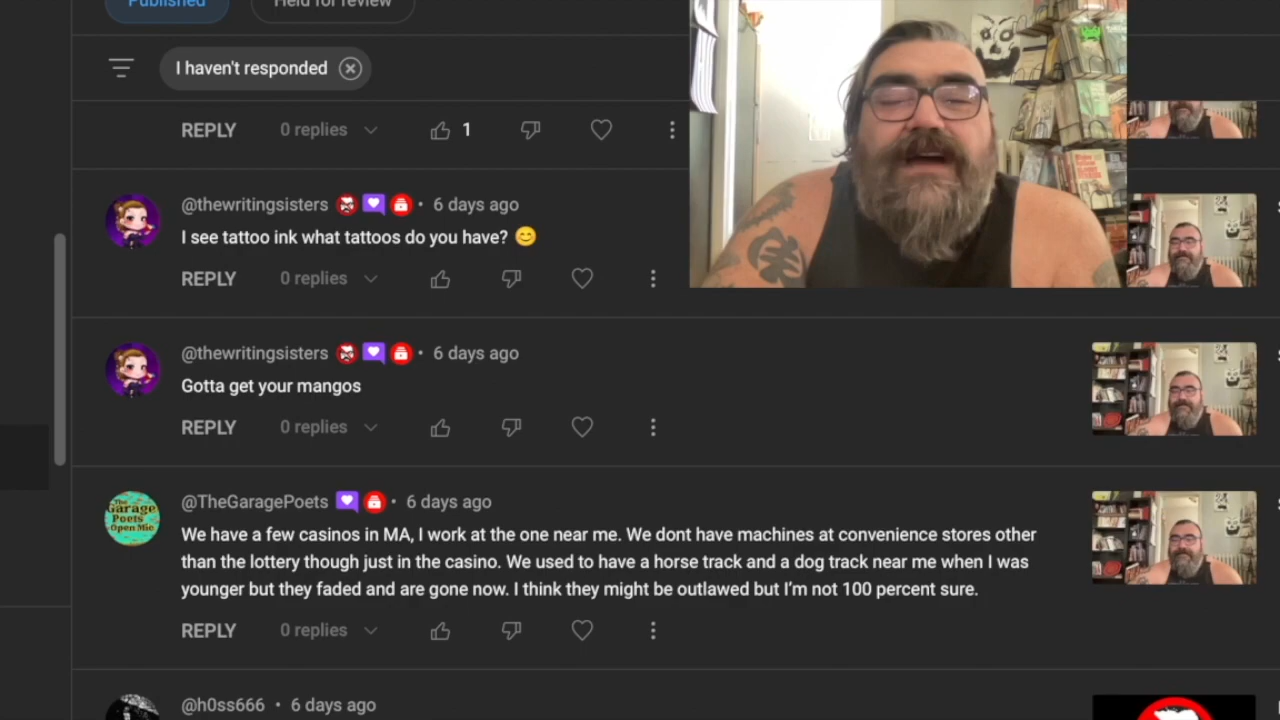 Published
Held for review
I haven't responded
REPLY 0 replies 1
@thewritingsisters • 6 days ago
I see tattoo ink what tattoos do you have? 😊
REPLY 0 replies
@thewritingsisters • 6 days ago
Gotta get your mangos
REPLY 0 replies
The Garage Poets Open Mic
@TheGaragePoets • 6 days ago
We have a few casinos in MA, I work at the one near me. We dont have machines at convenience stores other
than the lottery though just in the casino. We used to have a horse track and a dog track near me when I was
younger but they faded and are gone now. I think they might be outlawed but I’m not 100 percent sure.
REPLY 0 replies
@h0ss666 • 6 days ago